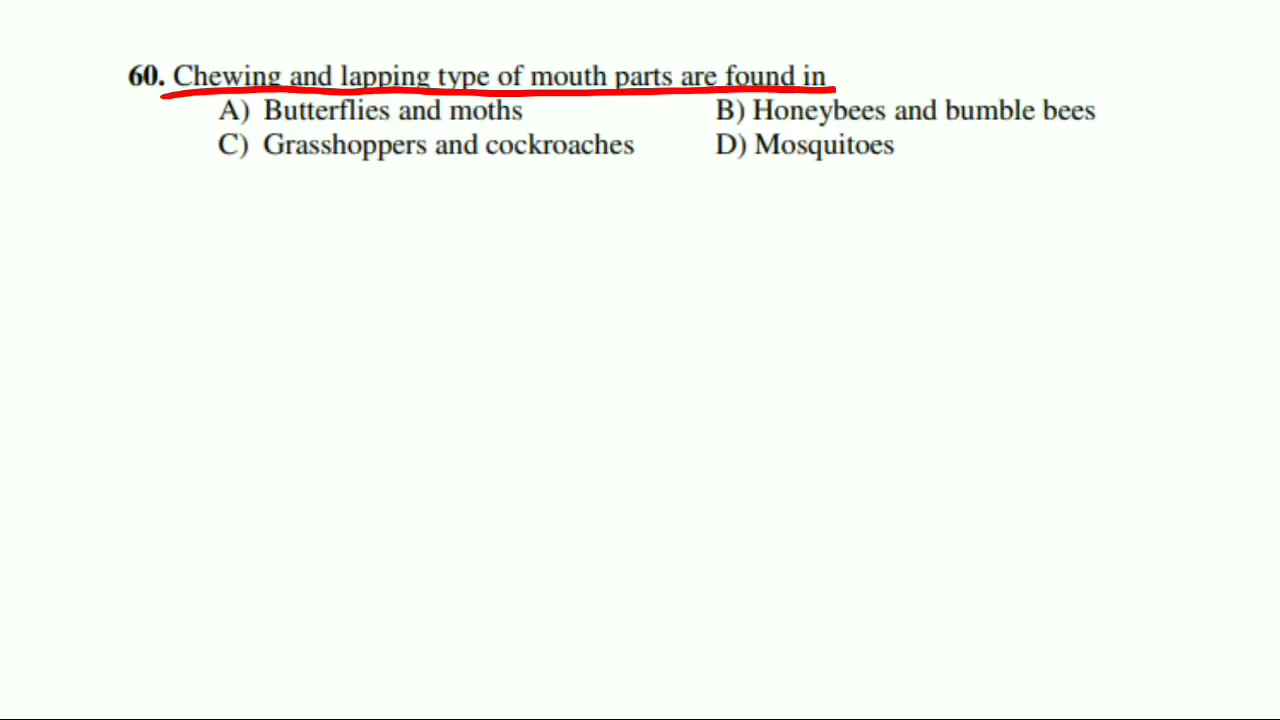 60. Chewing and lapping type of mouth parts are found in
A) Butterflies and moths B) Honeybees and bumble bees
C) Grasshoppers and cockroaches D) Mosquitoes